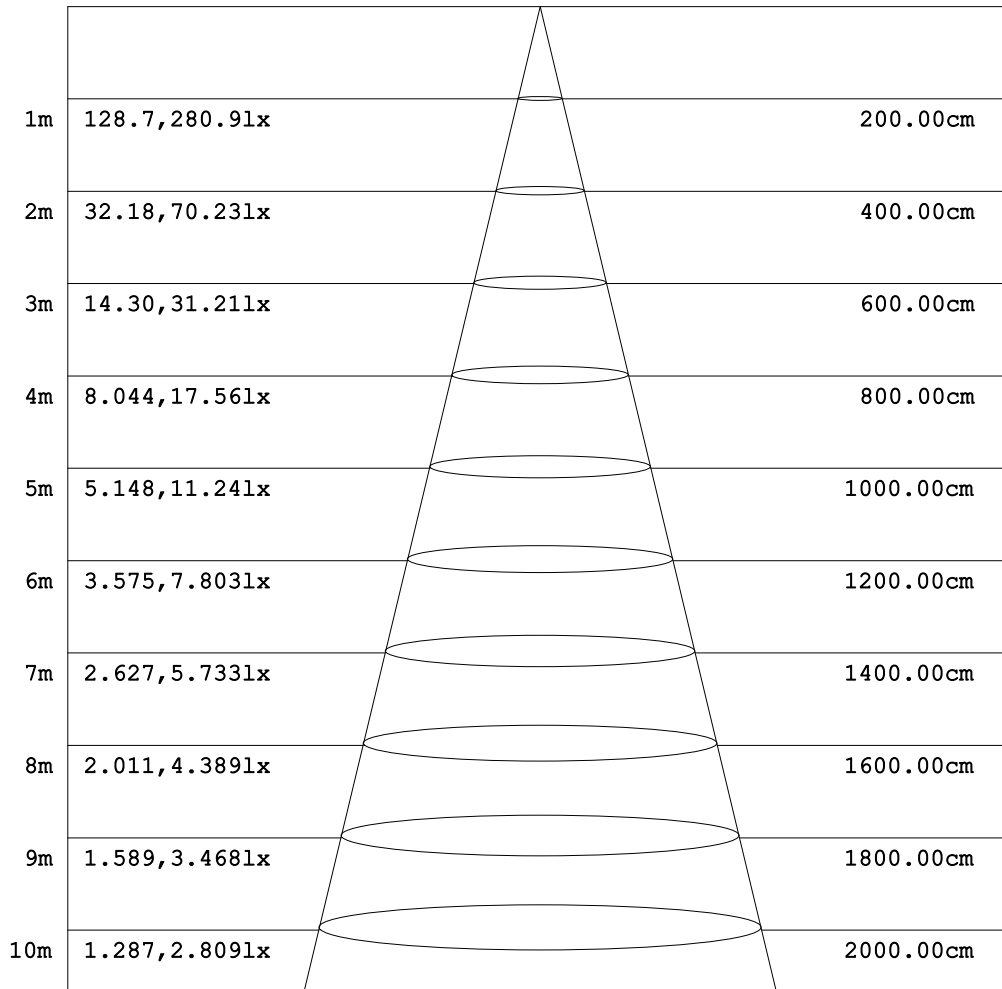 1m 128.7,280.9lx 200.00cm
2m 32.18,70.23lx 400.00cm
3m 14.30,31.21lx 600.00cm
4m 8.044,17.56lx 800.00cm
5m 5.148,11.24lx 1000.00cm
6m 3.575,7.803lx 1200.00cm
7m 2.627,5.733lx 1400.00cm
8m 2.011,4.389lx 1600.00cm
9m 1.589,3.468lx 1800.00cm
10m 1.287,2.809lx 2000.00cm